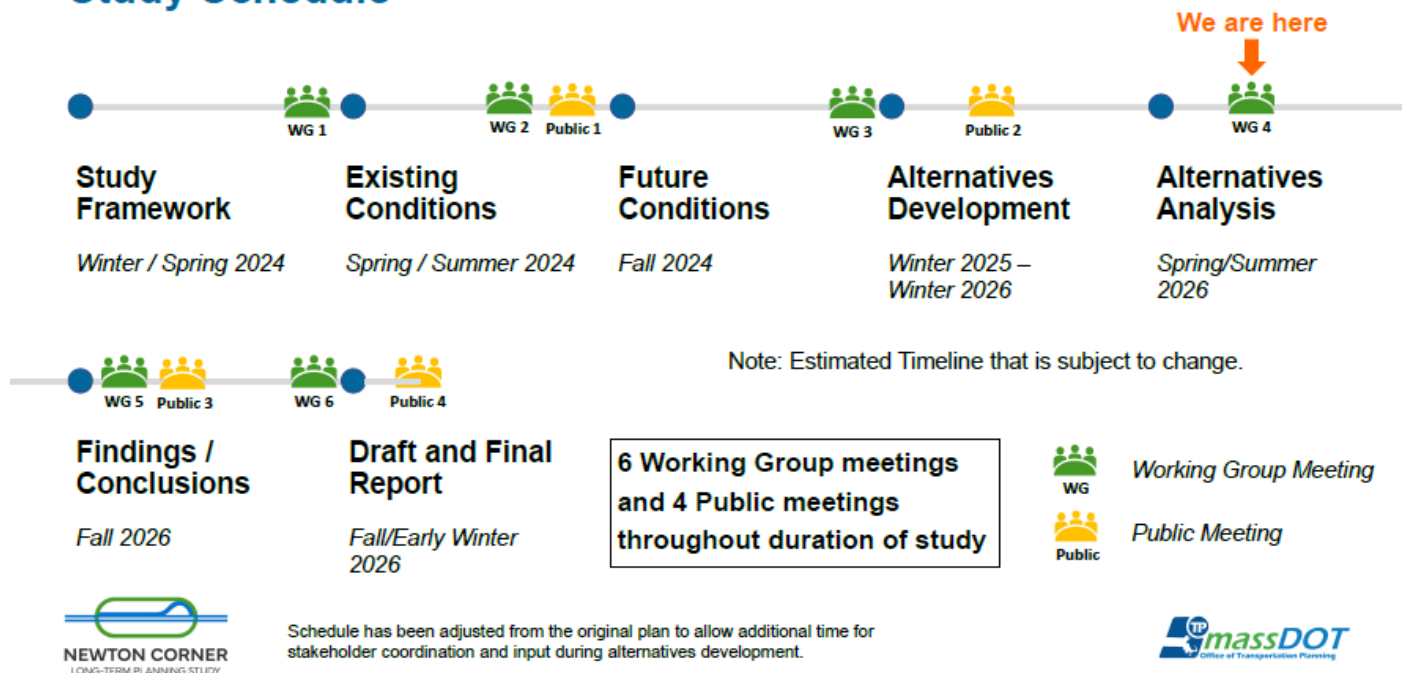 Study Schedule
We are here
WG 1
WG 2 Public 1
WG 3
Public 2
WG 4
Study
Framework
Winter / Spring 2024
Existing
Conditions
Spring / Summer 2024
Future
Conditions
Fall 2024
Alternatives
Development
Winter 2025 –
Winter 2026
Alternatives
Analysis
Spring/Summer
2026
WG 5 Public 3
WG 6
Public 4
Note: Estimated Timeline that is subject to change.
Findings /
Conclusions
Fall 2026
Draft and Final
Report
Fall/Early Winter
2026
6 Working Group meetings
and 4 Public meetings
throughout duration of study
WG
Working Group Meeting
Public
Public Meeting
NEWTON CORNER
LONG-TERM PLANNING STUDY
Schedule has been adjusted from the original plan to allow additional time for
stakeholder coordination and input during alternatives development.
TP
massDOT
Office of Transportation Planning